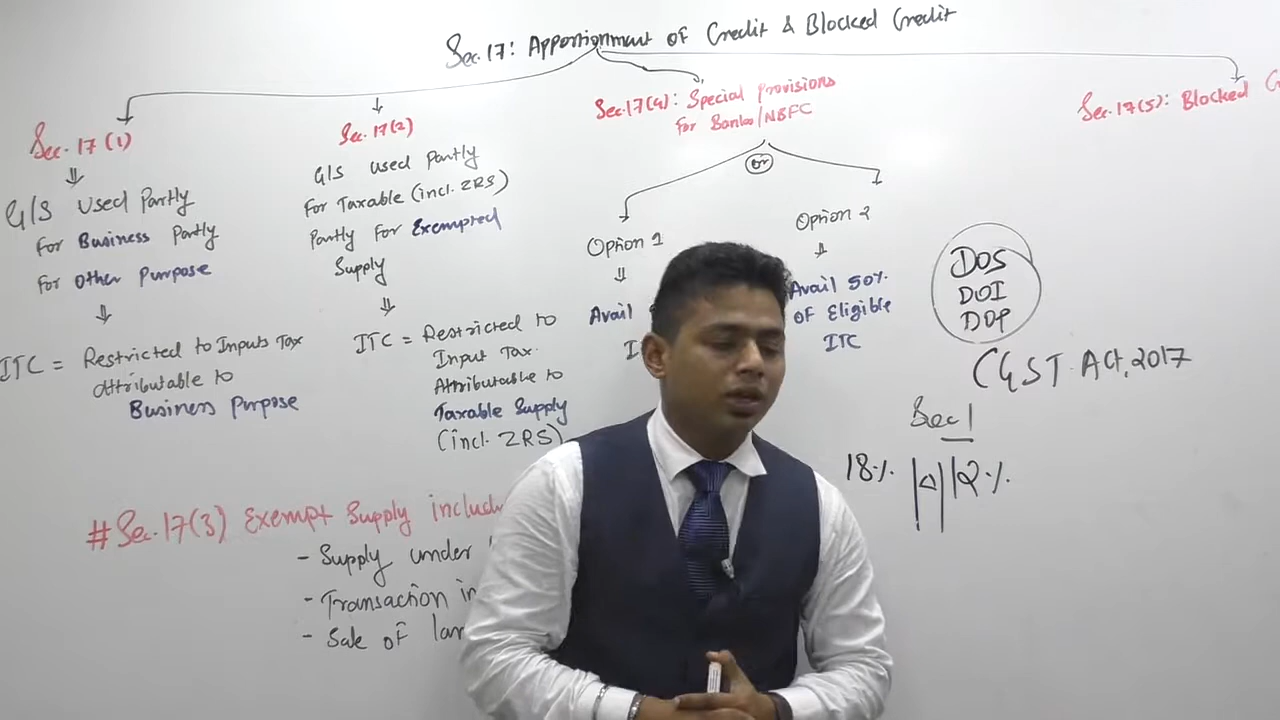 Sec.17: Apportionment of Credit & Blocked Credit
Sec. 17 (1)
G/S Used Partly
For Business Partly
For Other Purpose
ITC = Restricted to Inputs Tax
Attributable to
Business Purpose
Sec. 17(2)
G/S used Partly
For Taxable (incl. ZRS)
Partly For Exempted
Supply
ITC = Restricted to
Input Tax
Attributable to
Taxable Supply
(incl. ZRS)
Sec.17(4): Special Provisions
For Banks/NBFC
or
Option 1
Avail
Option 2
Avail 50%
OF Eligible
ITC
Sec.17(5): Blocked
DOS
DOI
DOP
CGST Act, 2017
Sec 1
18% 12%
#Sec.17(3) Exempt Supply
- Supply under
- Transaction in
- Sale of